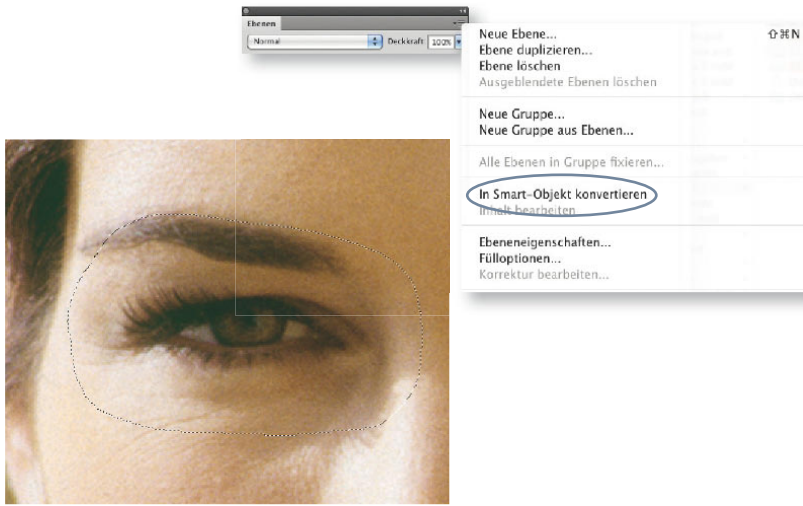 Ebenen
Normal Deckkraft: 100%
Neue Ebene... ⇧⌘N
Ebene duplizieren...
Ebene löschen
Ausgeblendete Ebenen löschen
Neue Gruppe...
Neue Gruppe aus Ebenen...
Alle Ebenen in Gruppe fixieren...
In Smart-Objekt konvertieren
Inhalt bearbeiten
Ebeneneigenschaften...
Fülloptionen...
Korrektur bearbeiten...